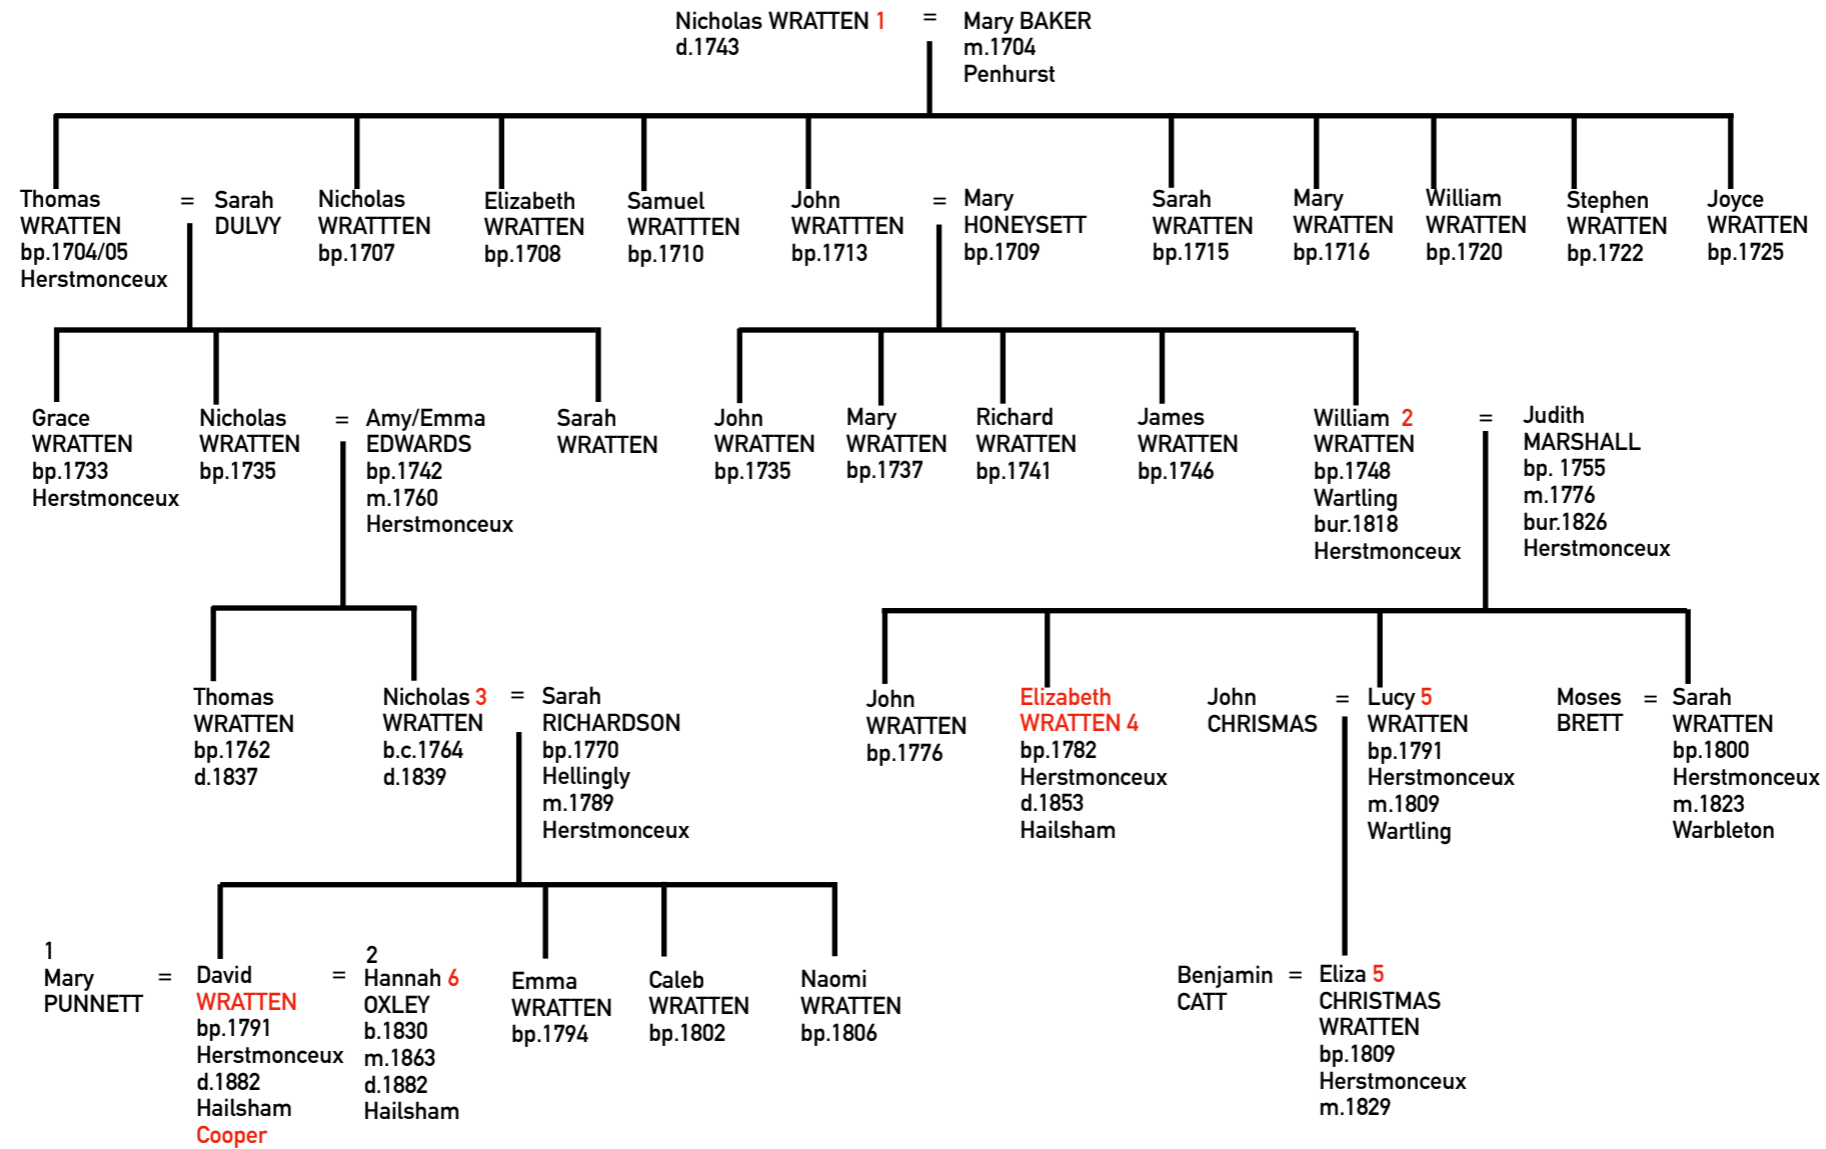 Nicholas WRATTEN 1
d.1743
=
Mary BAKER
m.1704
Penhurst
Thomas
WRATTEN
bp.1704/05
Herstmonceux
=
Sarah
DULVY
Nicholas
WRATTTEN
bp.1707
Elizabeth
WRATTEN
bp.1708
Samuel
WRATTTEN
bp.1710
John
WRATTTEN
bp.1713
=
Mary
HONEYSETT
bp.1709
Sarah
WRATTEN
bp.1715
Mary
WRATTEN
bp.1716
William
WRATTEN
bp.1720
Stephen
WRATTEN
bp.1722
Joyce
WRATTEN
bp.1725
Grace
WRATTEN
bp.1733
Herstmonceux
Nicholas
WRATTEN
bp.1735
=
Amy/Emma
EDWARDS
bp.1742
m.1760
Herstmonceux
Sarah
WRATTEN
John
WRATTEN
bp.1735
Mary
WRATTEN
bp.1737
Richard
WRATTEN
bp.1741
James
WRATTEN
bp.1746
William 2
WRATTEN
bp.1748
Wartling
bur.1818
Herstmonceux
=
Judith
MARSHALL
bp. 1755
m.1776
bur.1826
Herstmonceux
Thomas
WRATTEN
bp.1762
d.1837
Nicholas 3
WRATTEN
b.c.1764
d.1839
=
Sarah
RICHARDSON
bp.1770
Hellingly
m.1789
Herstmonceux
John
WRATTEN
bp.1776
Elizabeth
WRATTEN 4
bp.1782
Herstmonceux
d.1853
Hailsham
John
CHRISMAS
=
Lucy 5
WRATTEN
bp.1791
Herstmonceux
m.1809
Wartling
Moses
BRETT
=
Sarah
WRATTEN
bp.1800
Herstmonceux
m.1823
Warbleton
1
Mary
PUNNETT
=
David
WRATTEN
bp.1791
Herstmonceux
d.1882
Hailsham
Cooper
=
2
Hannah 6
OXLEY
b.1830
m.1863
d.1882
Hailsham
Emma
WRATTEN
bp.1794
Caleb
WRATTEN
bp.1802
Naomi
WRATTEN
bp.1806
Benjamin
CATT
=
Eliza 5
CHRISTMAS
WRATTEN
bp.1809
Herstmonceux
m.1829